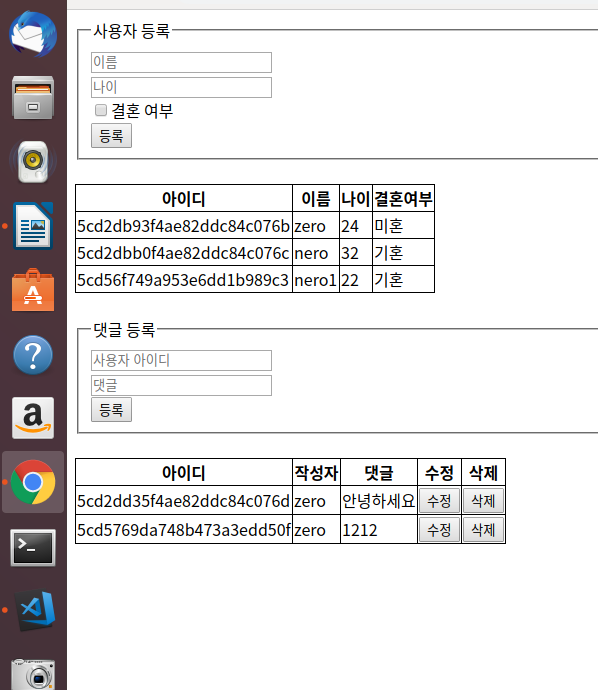 사용자 등록
이름
나이
결혼 여부
등록
아이디 이름 나이 결혼여부
5cd2db93f4ae82ddc84c076b zero 24 미혼
5cd2dbb0f4ae82ddc84c076c nero 32 기혼
5cd56f749a953e6dd1b989c3 nero1 22 기혼
댓글 등록
사용자 아이디
댓글
등록
아이디 작성자 댓글 수정 삭제
5cd2dd35f4ae82ddc84c076d zero 안녕하세요 수정 삭제
5cd5769da748b473a3edd50f zero 1212 수정 삭제